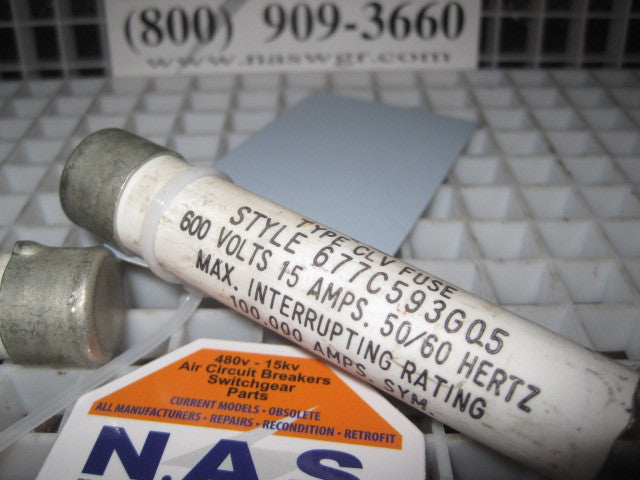 (800) 909-3660
www.naswgr.com
TYPE CLV FUSE
STYLE 677C593G05
600 VOLTS 15 AMPS. 50/60 HERTZ
MAX. INTERRUPTING RATING
100,000 AMPS. SYM.
480v - 15kv
Air Circuit Breakers
Switchgear
Parts
CURRENT MODELS • OBSOLETE
ALL MANUFACTURERS • REPAIRS • RECONDITION • RETROFIT
N.A.S